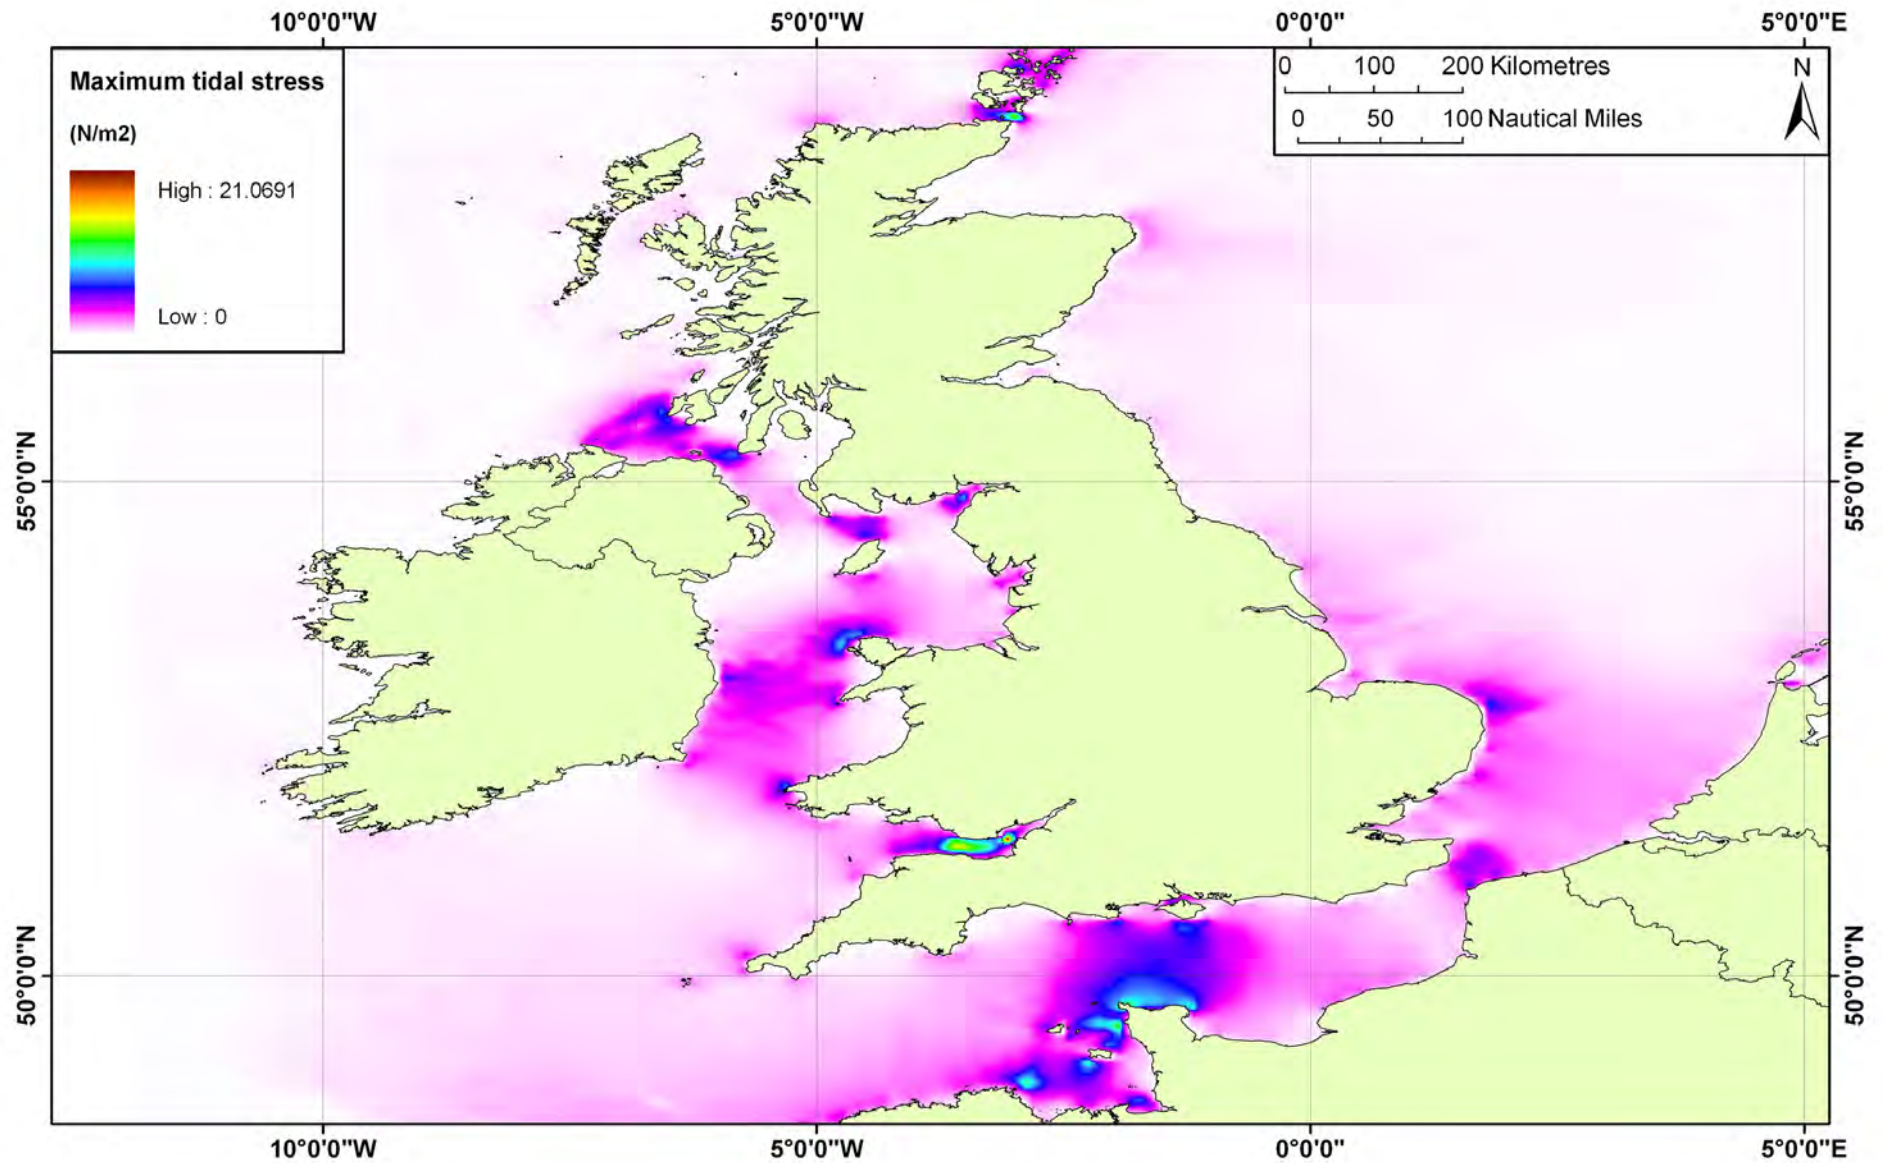 10°0'0"W 5°0'0"W 0°0'0" 5°0'0"E
Maximum tidal stress
(N/m2)
High : 21.0691
Low : 0
0 100 200 Kilometres
0 50 100 Nautical Miles
N
55°0'0"N 55°0'0"N
50°0'0"N 50°0'0"N
10°0'0"W 5°0'0"W 0°0'0" 5°0'0"E